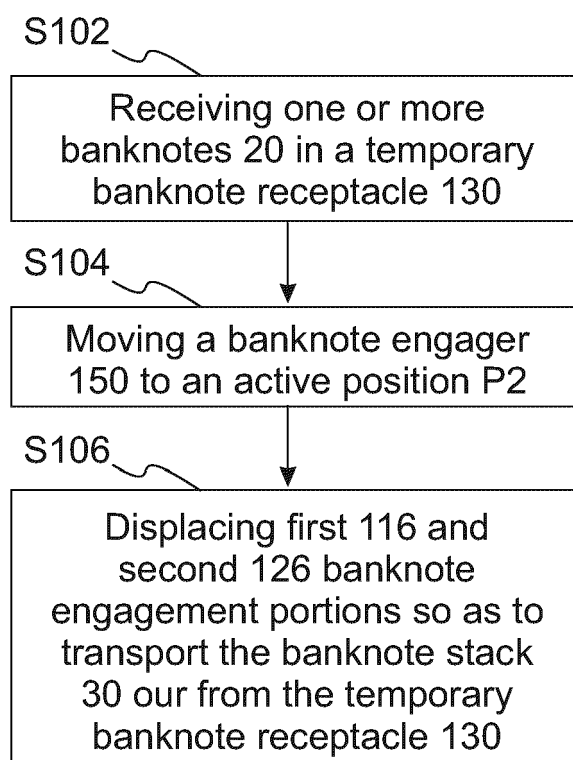 S102
Receiving one or more
banknotes 20 in a temporary
banknote receptacle 130
S104
Moving a banknote engager
150 to an active position P2
S106
Displacing first 116 and
second 126 banknote
engagement portions so as to
transport the banknote stack
30 our from the temporary
banknote receptacle 130